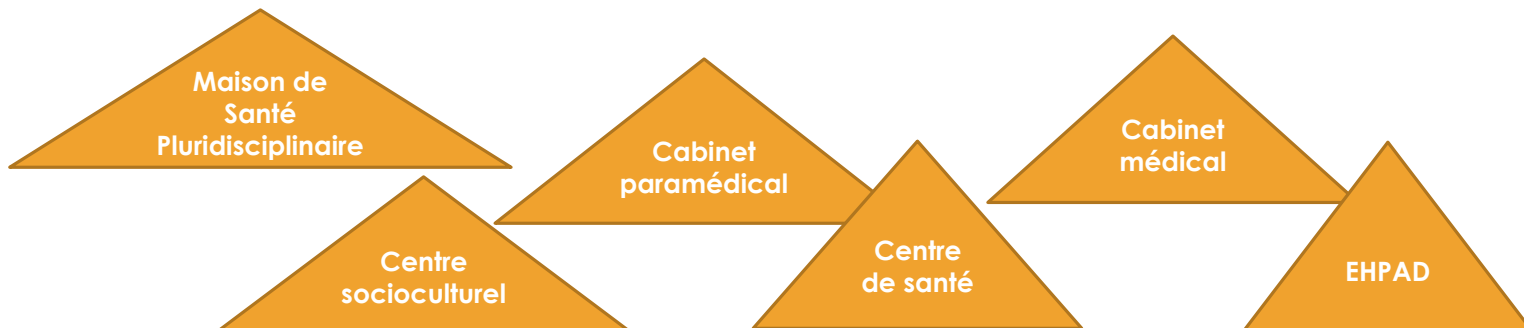 Maison de
Santé
Pluridisciplinaire
Cabinet
paramédical
Cabinet
médical
Centre
socioculturel
Centre
de santé
EHPAD